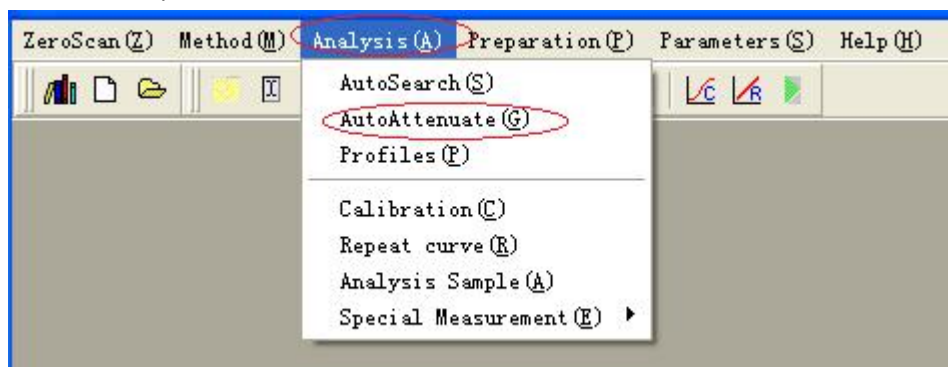 ZeroScan(Z) Method(M) Analysis(A) Preparation(P) Parameters(S) Help(H)
C R
AutoSearch(S)
AutoAttenuate(G)
Profiles(P)
Calibration(C)
Repeat curve(R)
Analysis Sample(A)
Special Measurement(E)